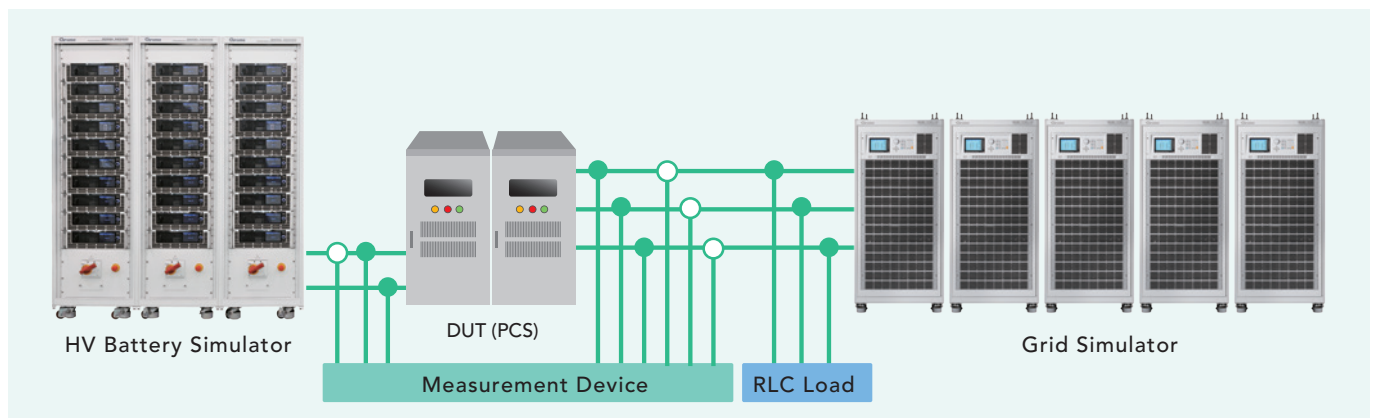 HV Battery Simulator
DUT (PCS)
Measurement Device
RLC Load
Grid Simulator